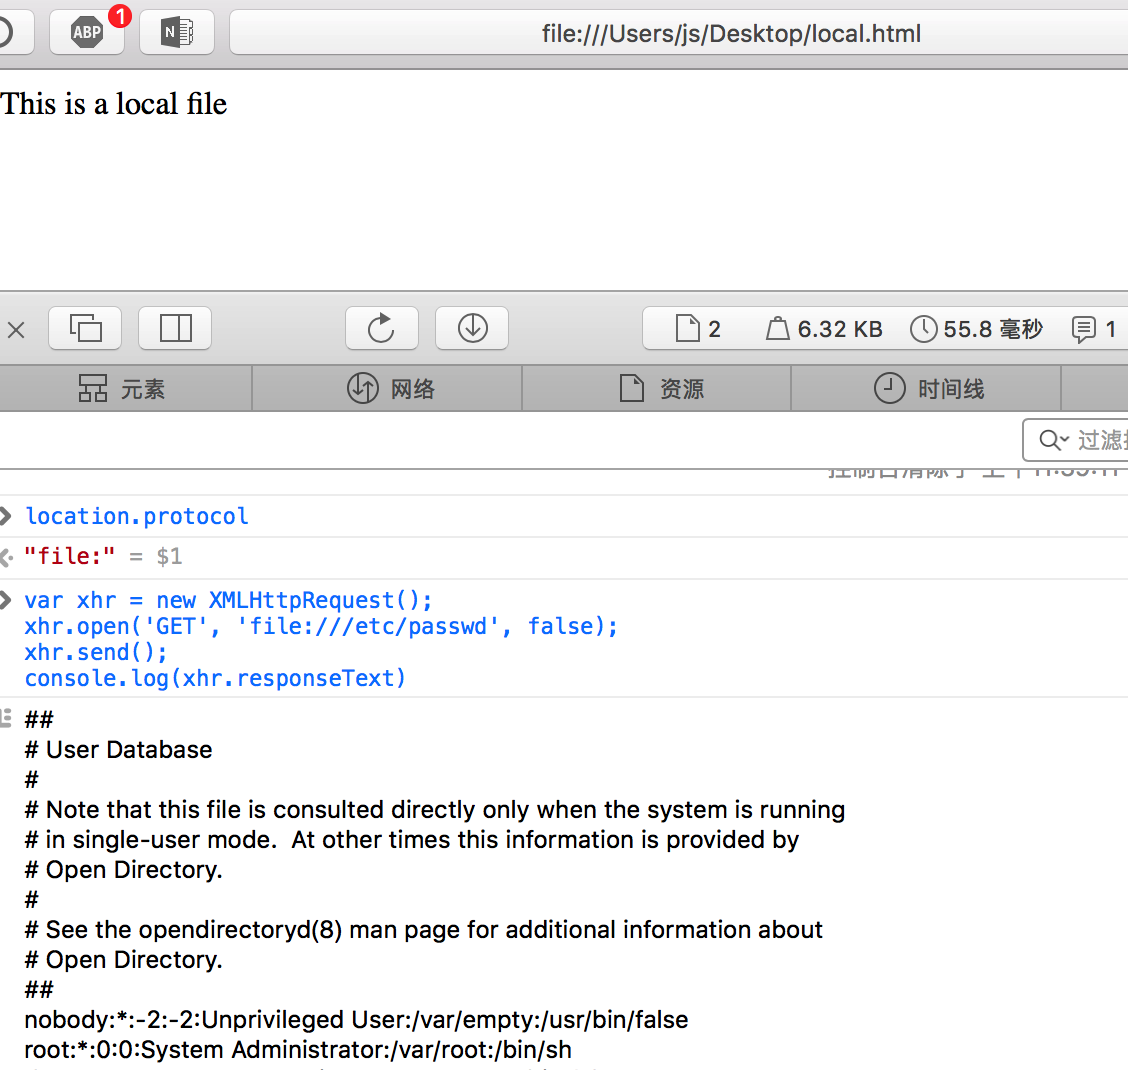 ABP
1
N
file:///Users/js/Desktop/local.html
This is a local file
2
6.32 KB
55.8 毫秒
1
元素
网络
资源
时间线
过滤
location.protocol
"file:" = $1
var xhr = new XMLHttpRequest();
xhr.open('GET', 'file:///etc/passwd', false);
xhr.send();
console.log(xhr.responseText)
##
# User Database
#
# Note that this file is consulted directly only when the system is running
# in single-user mode.  At other times this information is provided by
# Open Directory.
#
# See the opendirectoryd(8) man page for additional information about
# Open Directory.
##
nobody:*:-2:-2:Unprivileged User:/var/empty:/usr/bin/false
root:*:0:0:System Administrator:/var/root:/bin/sh